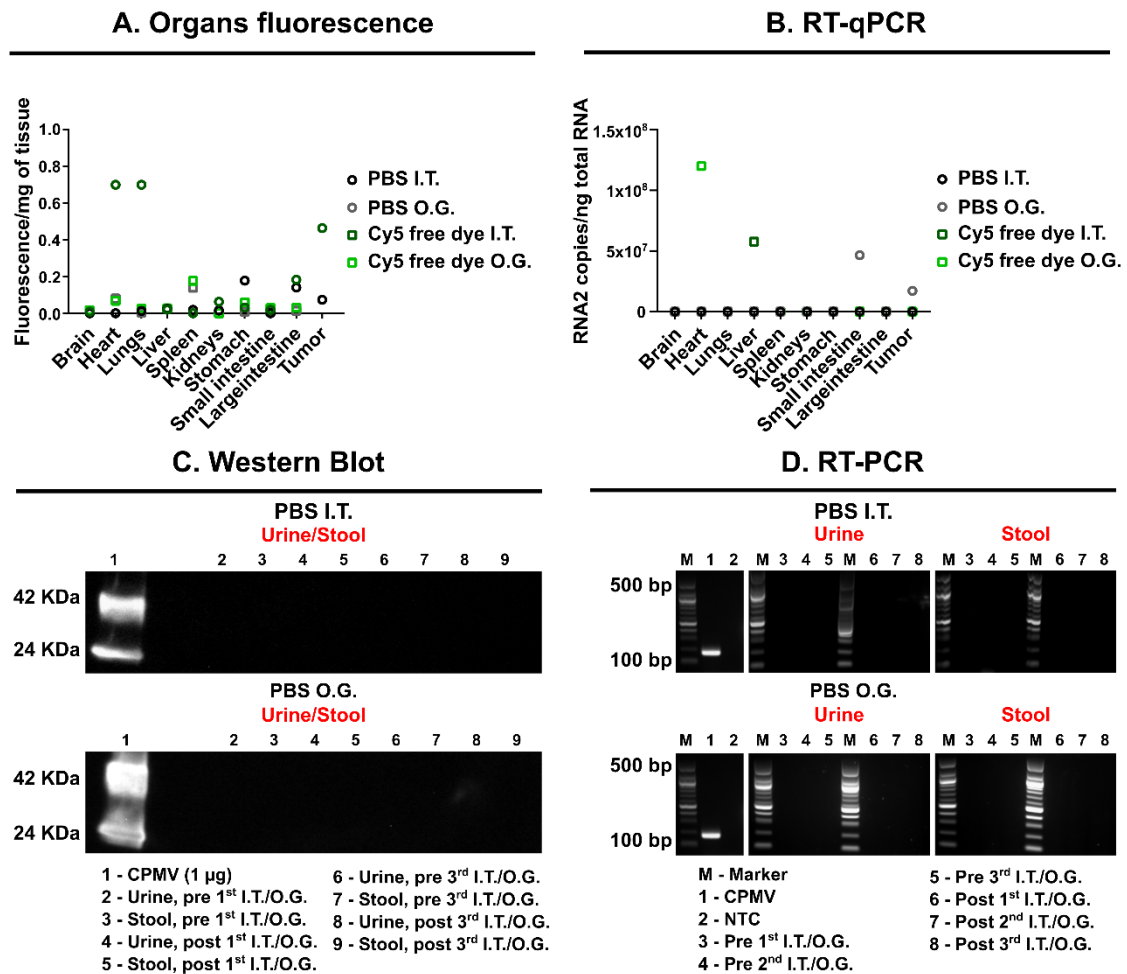 A. Organs fluorescence
B. RT-qPCR
Fluorescence/mg of tissue
1.0
0.8
0.6
0.4
0.2
0.0
Brain
Heart
Lungs
Liver
Spleen
Kidneys
Stomach
Small intestine
Largeintestine
Tumor
PBS I.T.
PBS O.G.
Cy5 free dye I.T.
Cy5 free dye O.G.
RNA2 copies/ng total RNA
1.5x10⁸
1x10⁸
5x10⁷
0
Brain
Heart
Lungs
Liver
Spleen
Kidneys
Stomach
Small intestine
Largeintestine
Tumor
PBS I.T.
PBS O.G.
Cy5 free dye I.T.
Cy5 free dye O.G.
C. Western Blot
PBS I.T.
Urine/Stool
1 2 3 4 5 6 7 8 9
42 KDa
24 KDa
PBS O.G.
Urine/Stool
1 2 3 4 5 6 7 8 9
42 KDa
24 KDa
1 - CPMV (1 µg)
2 - Urine, pre 1st I.T./O.G.
3 - Stool, pre 1st I.T./O.G.
4 - Urine, post 1st I.T./O.G.
5 - Stool, post 1st I.T./O.G.
6 - Urine, pre 3rd I.T./O.G.
7 - Stool, pre 3rd I.T./O.G.
8 - Urine, post 3rd I.T./O.G.
9 - Stool, post 3rd I.T./O.G.
D. RT-PCR
PBS I.T.
Urine Stool
M 1 2 M 3 4 5 M 6 7 8 M 3 4 5 M 6 7 8
500 bp
100 bp
PBS O.G.
Urine Stool
M 1 2 M 3 4 5 M 6 7 8 M 3 4 5 M 6 7 8
500 bp
100 bp
M - Marker
1 - CPMV
2 - NTC
3 - Pre 1st I.T./O.G.
4 - Pre 2nd I.T./O.G.
5 - Pre 3rd I.T./O.G.
6 - Post 1st I.T./O.G.
7 - Post 2nd I.T./O.G.
8 - Post 3rd I.T./O.G.